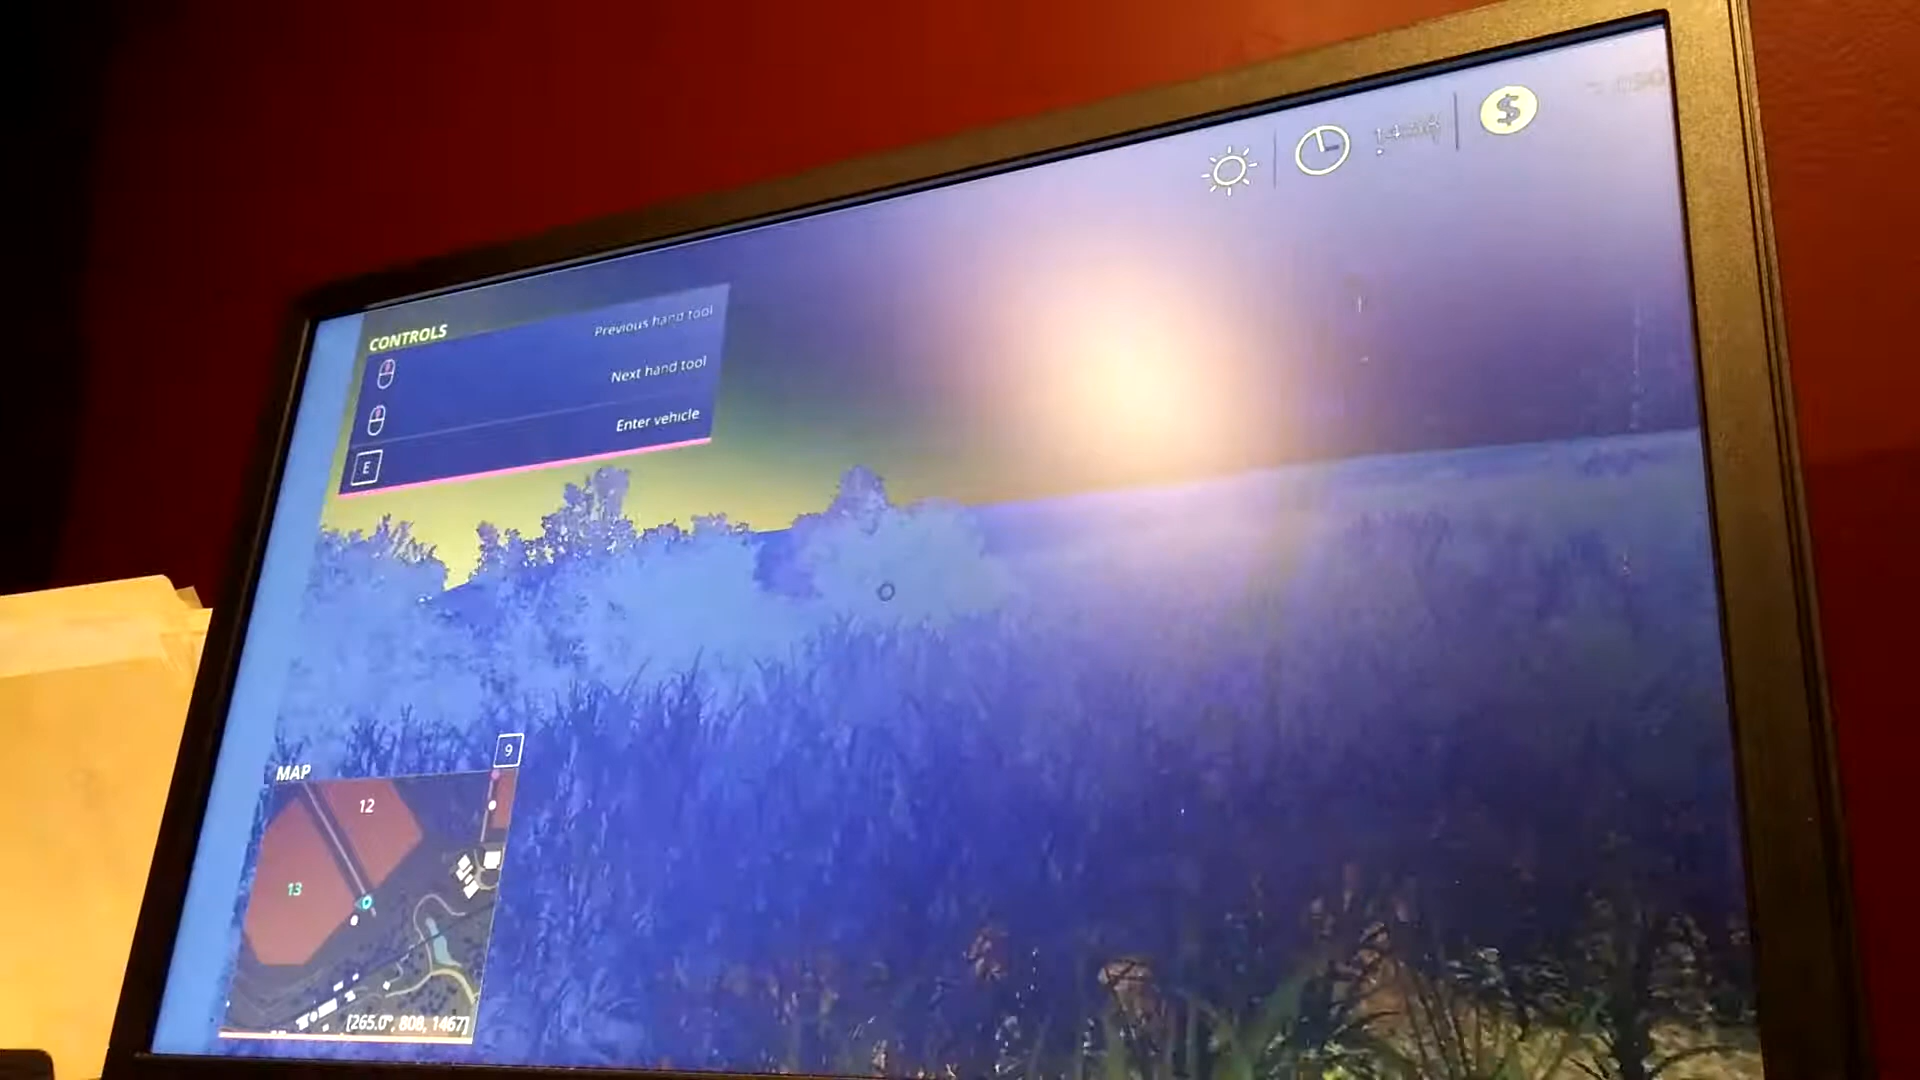 CONTROLS
Previous hand tool
Next hand tool
Enter vehicle
E
$
9
MAP
12
13
[265.0°, 808, 1467]